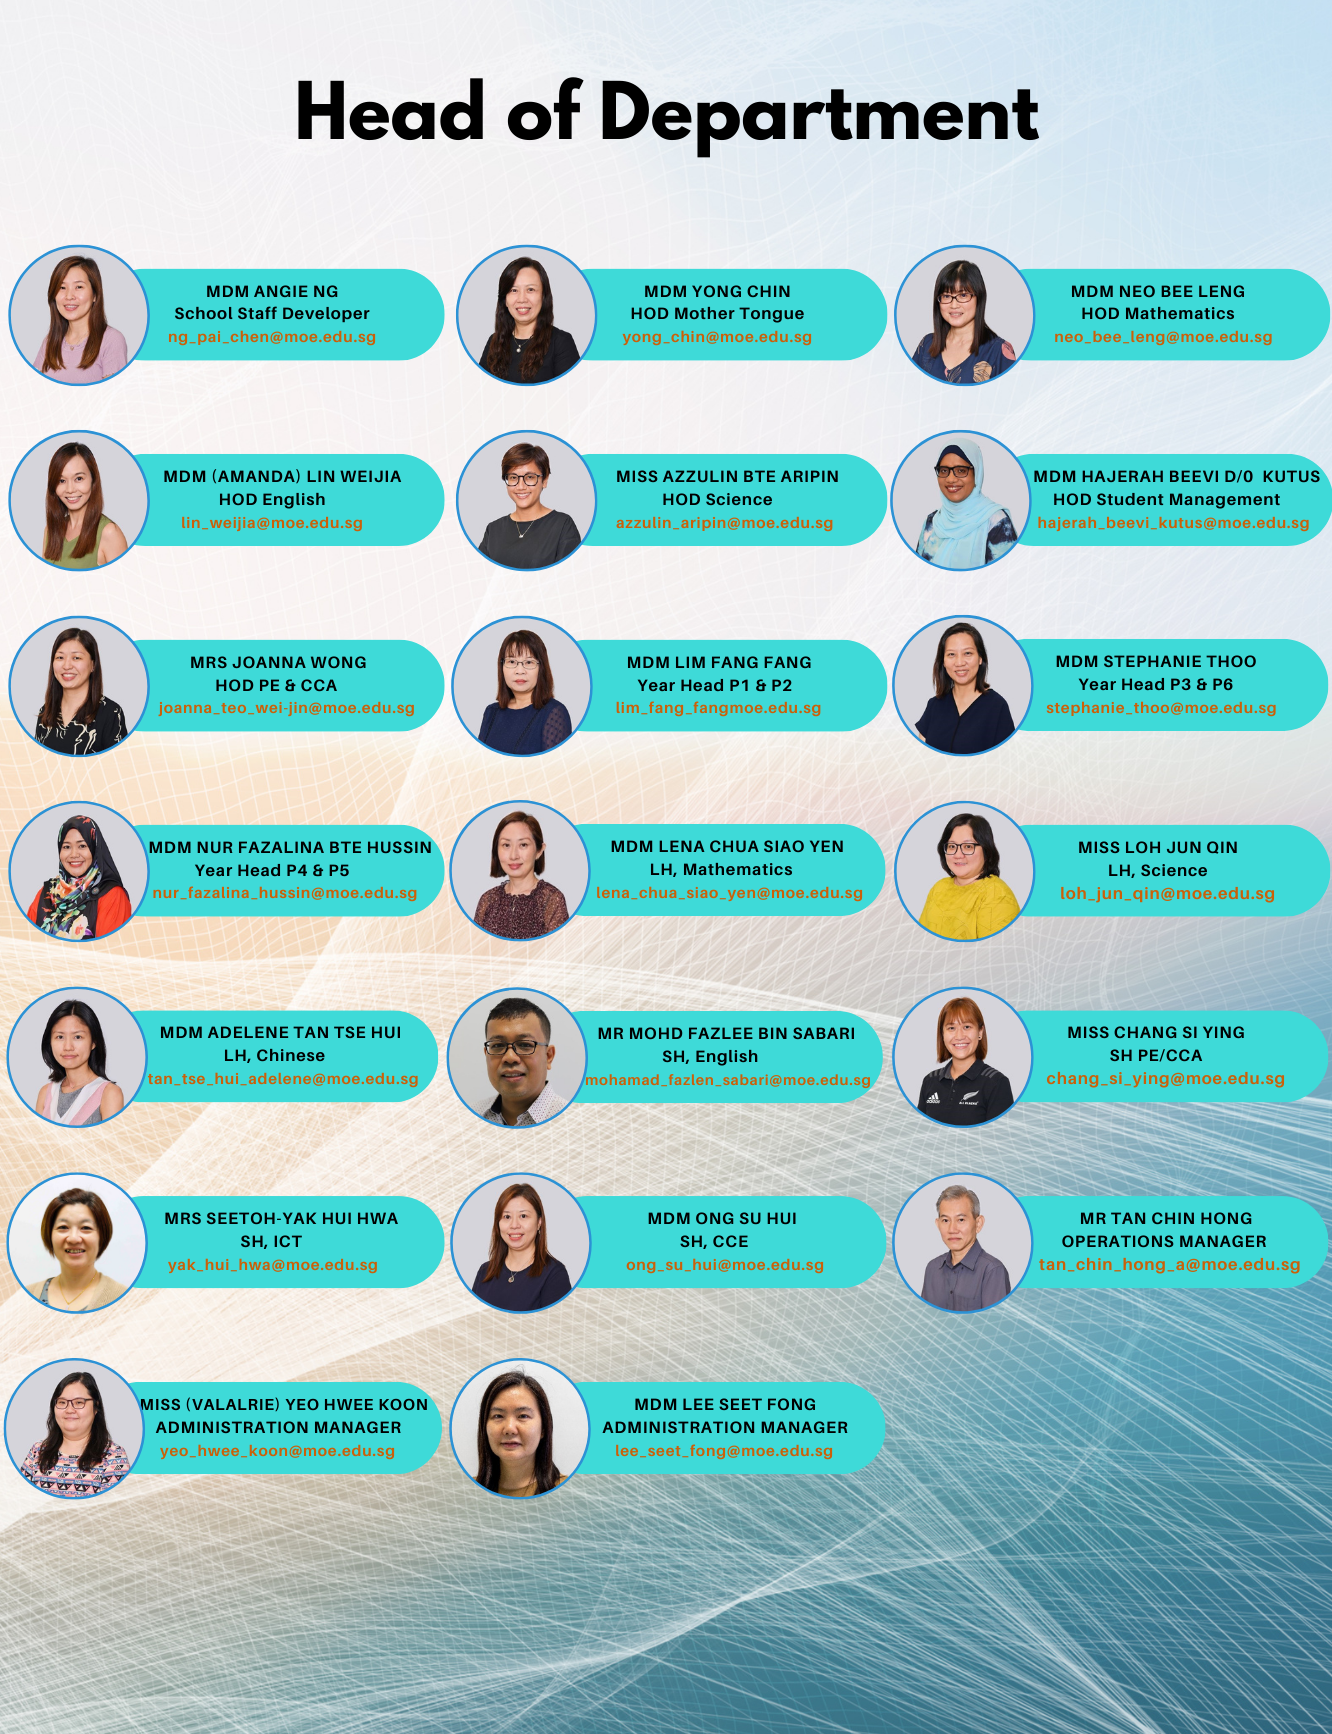 Head of Department
MDM ANGIE NG
School Staff Developer
ng_pai_chen@moe.edu.sg
MDM YONG CHIN
HOD Mother Tongue
yong_chin@moe.edu.sg
MDM NEO BEE LENG
HOD Mathematics
neo_bee_leng@moe.edu.sg
MDM (AMANDA) LIN WEIJIA
HOD English
lin_weijia@moe.edu.sg
MISS AZZULIN BTE ARIPIN
HOD Science
azzulin_aripin@moe.edu.sg
MDM HAJERAH BEEVI D/0 KUTUS
HOD Student Management
hajerah_beevi_kutus@moe.edu.sg
MRS JOANNA WONG
HOD PE & CCA
joanna_teo_wei-jin@moe.edu.sg
MDM LIM FANG FANG
Year Head P1 & P2
lim_fang_fangmoe.edu.sg
MDM STEPHANIE THOO
Year Head P3 & P6
stephanie_thoo@moe.edu.sg
MDM NUR FAZALINA BTE HUSSIN
Year Head P4 & P5
nur_fazalina_hussin@moe.edu.sg
MDM LENA CHUA SIAO YEN
LH, Mathematics
lena_chua_siao_yen@moe.edu.sg
MISS LOH JUN QIN
LH, Science
loh_jun_qin@moe.edu.sg
MDM ADELENE TAN TSE HUI
LH, Chinese
tan_tse_hui_adelene@moe.edu.sg
MR MOHD FAZLEE BIN SABARI
SH, English
mohamad_fazlen_sabari@moe.edu.sg
MISS CHANG SI YING
SH PE/CCA
chang_si_ying@moe.edu.sg
MRS SEETOH-YAK HUI HWA
SH, ICT
yak_hui_hwa@moe.edu.sg
MDM ONG SU HUI
SH, CCE
ong_su_hui@moe.edu.sg
MR TAN CHIN HONG
OPERATIONS MANAGER
tan_chin_hong_a@moe.edu.sg
MISS (VALALRIE) YEO HWEE KOON
ADMINISTRATION MANAGER
yeo_hwee_koon@moe.edu.sg
MDM LEE SEET FONG
ADMINISTRATION MANAGER
lee_seet_fong@moe.edu.sg